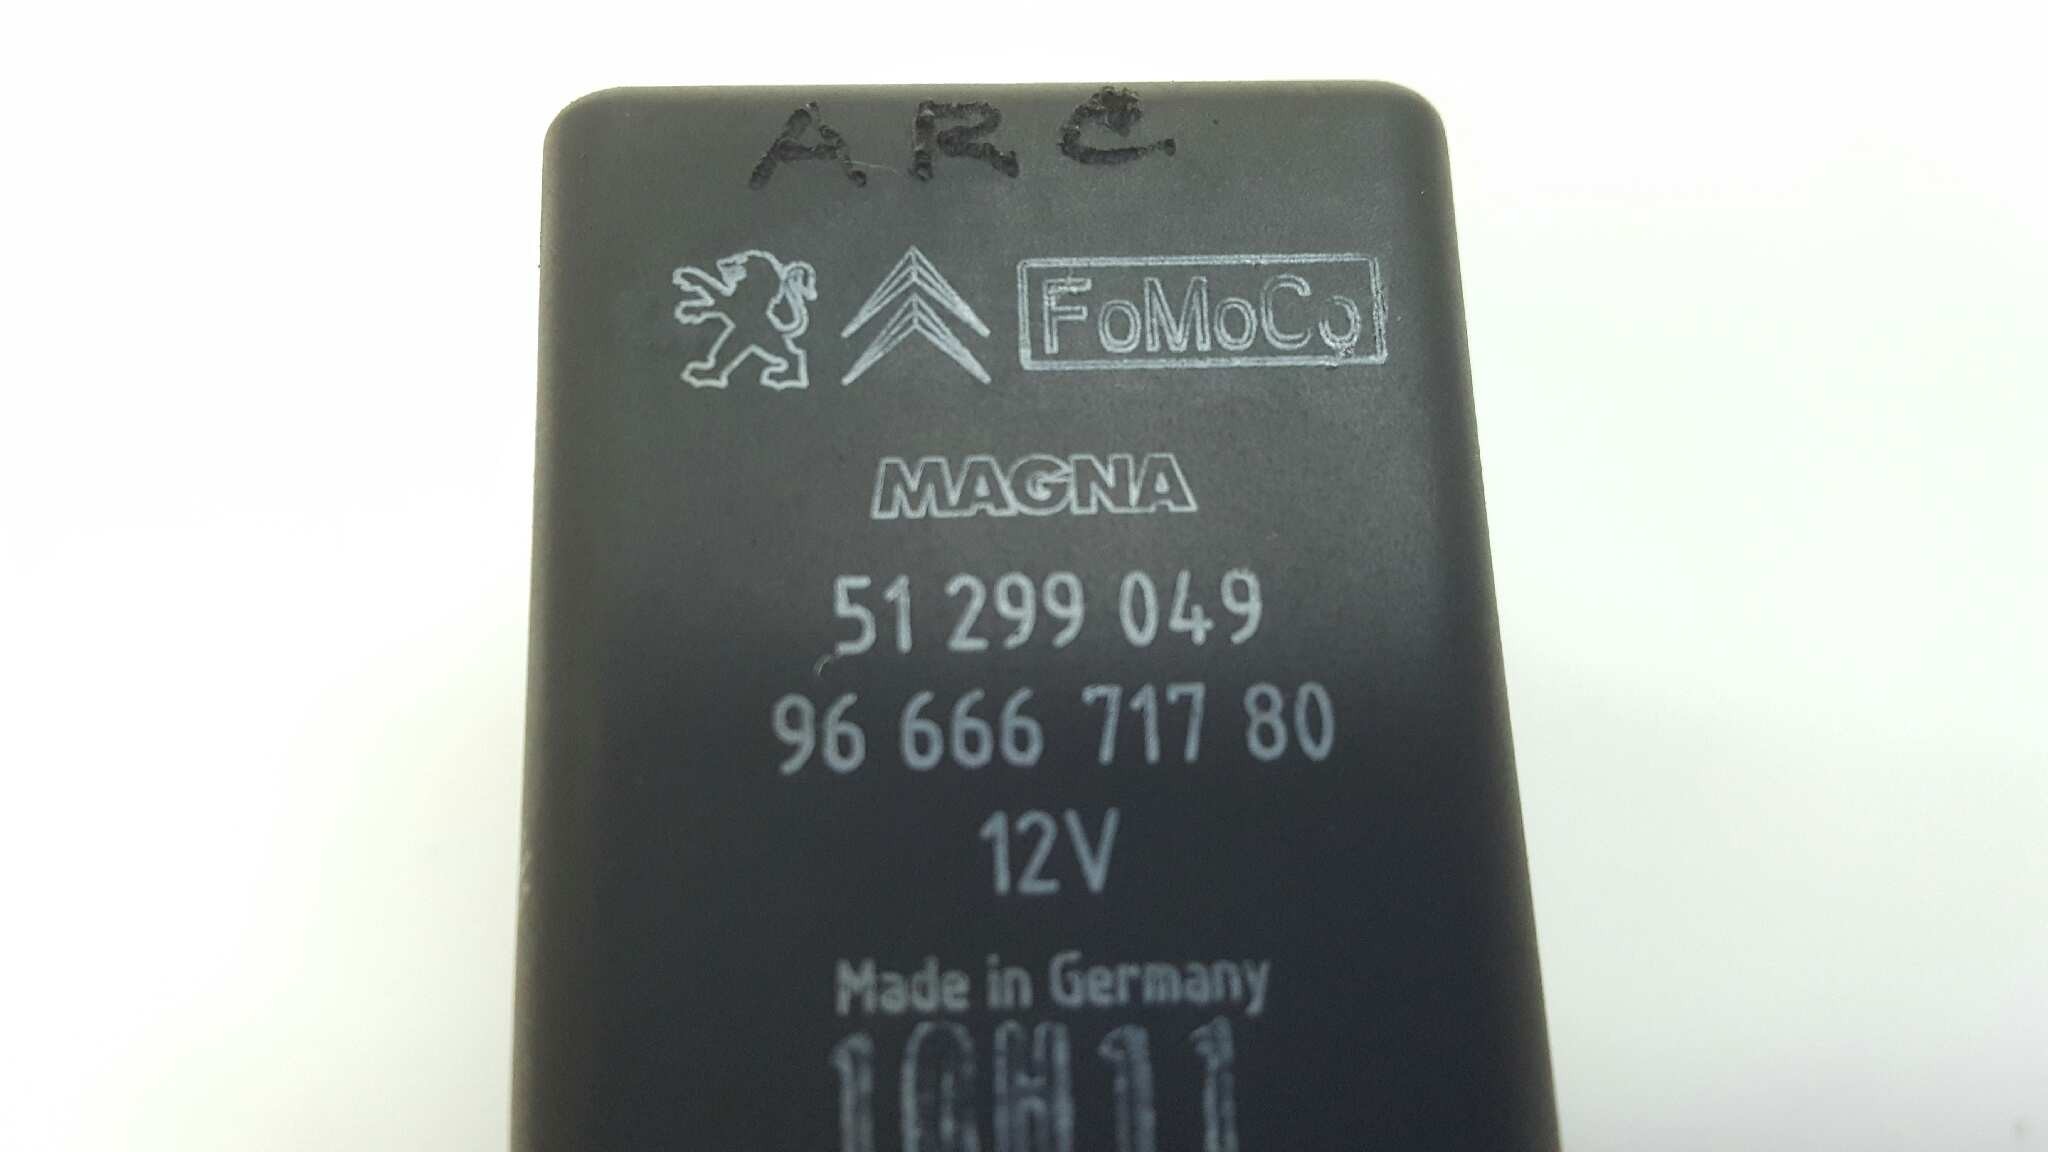 ARC
FoMoCo
MAGNA
51 299 049
96 666 717 80
12V
Made in Germany